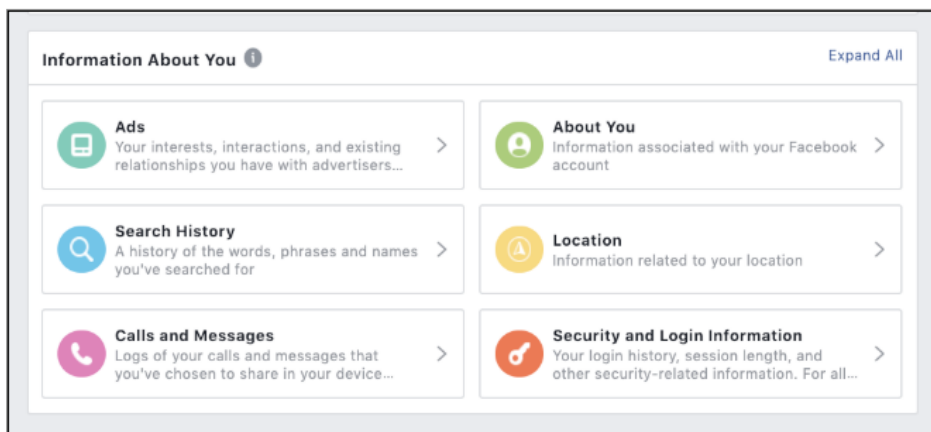 Information About You
Expand All
Ads
Your interests, interactions, and existing
relationships you have with advertisers...
About You
Information associated with your Facebook
account
Search History
A history of the words, phrases and names
you've searched for
Location
Information related to your location
Calls and Messages
Logs of your calls and messages that
you've chosen to share in your device...
Security and Login Information
Your login history, session length, and
other security-related information. For all...